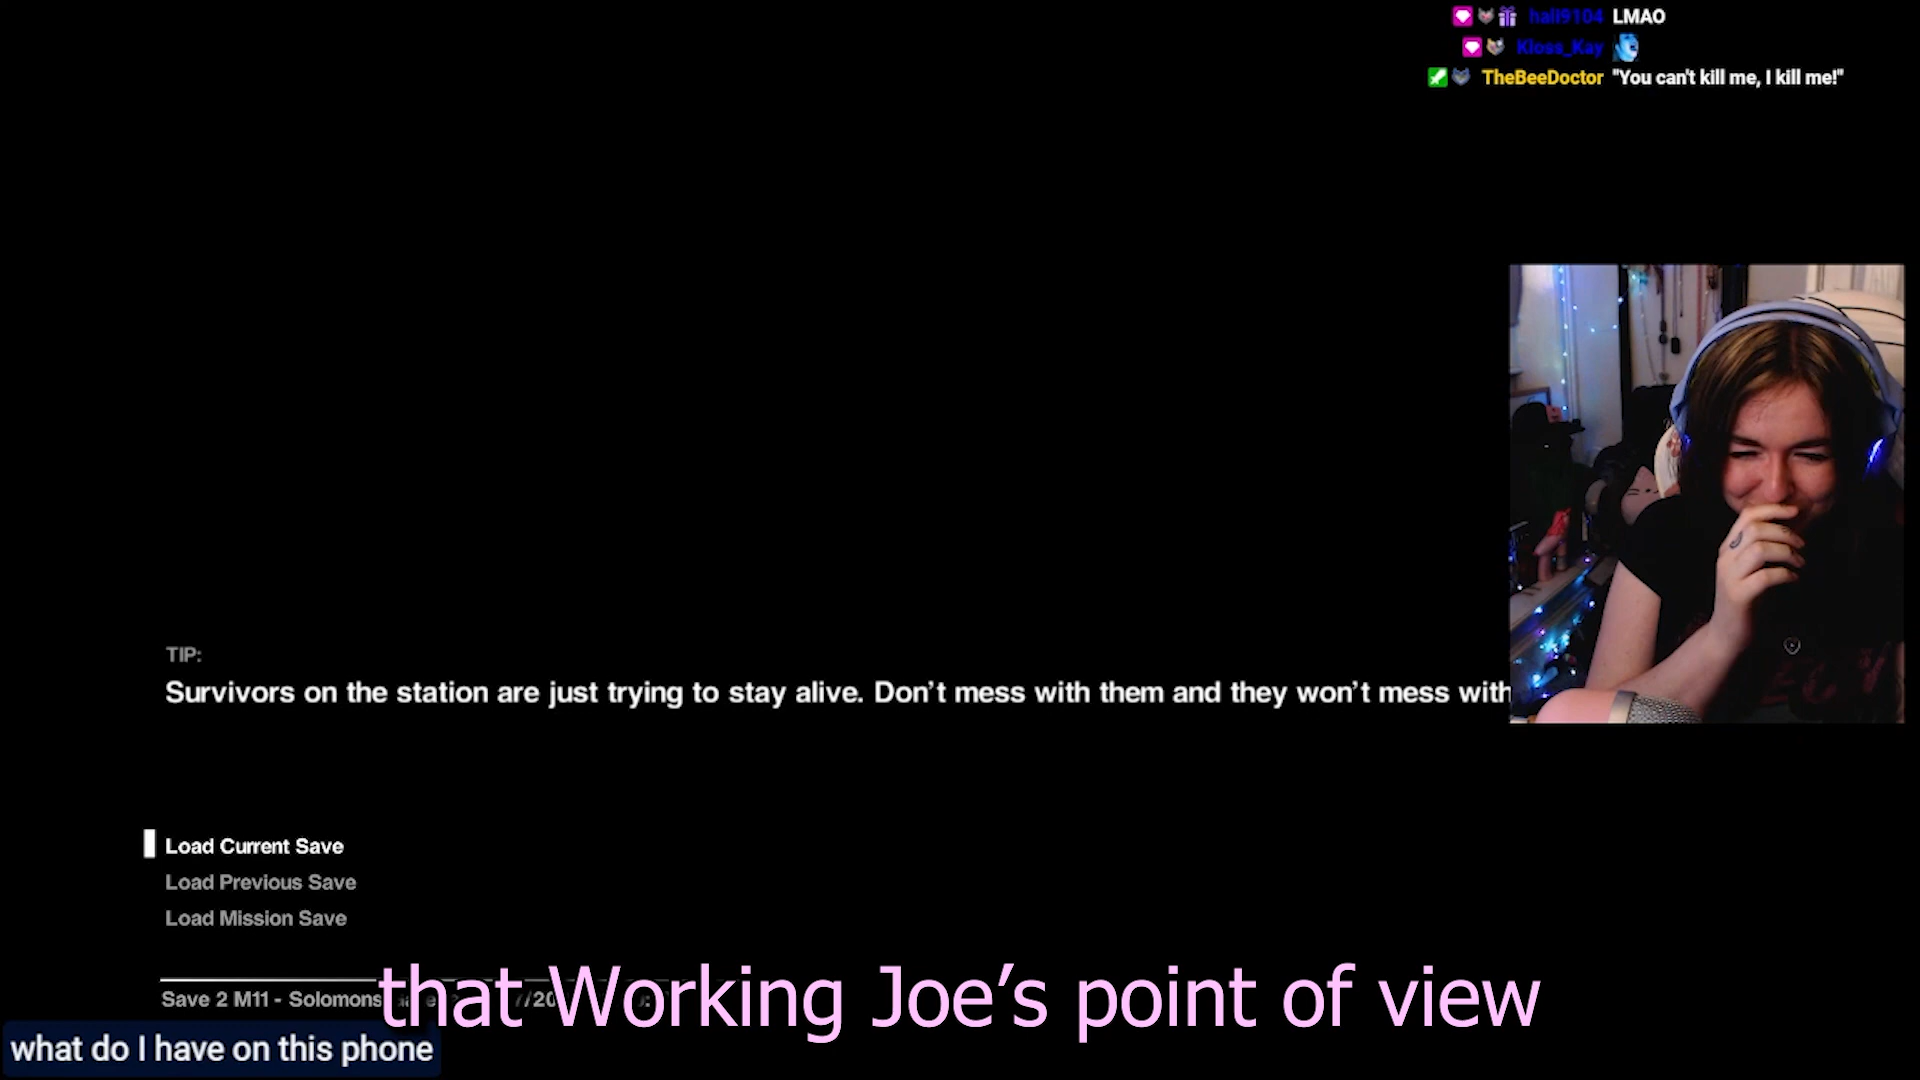 hall9104 LMAO
Kloss_Kay
TheBeeDoctor "You can't kill me, I kill me!"
TIP:
Survivors on the station are just trying to stay alive. Don't mess with them and they won't mess with
Load Current Save
Load Previous Save
Load Mission Save
Save 2 M11 - Solomons
that Working Joe's point of view
what do I have on this phone